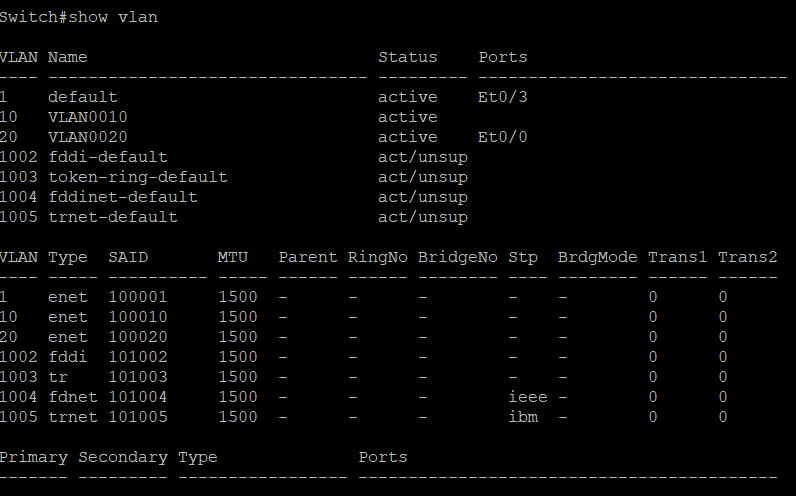 Switch#show vlan
VLAN Name                             Status    Ports
---- -------------------------------- --------- -------------------------------
1    default                          active    Et0/3
10   VLAN0010                         active
20   VLAN0020                         active    Et0/0
1002 fddi-default                     act/unsup
1003 token-ring-default               act/unsup
1004 fddinet-default                  act/unsup
1005 trnet-default                    act/unsup
VLAN Type  SAID       MTU   Parent RingNo BridgeNo Stp  BrdgMode Trans1 Trans2
---- ----- ---------- ----- ------ ------ -------- ---- -------- ------ ------
1    enet  100001     1500  -      -      -        -    -        0      0
10   enet  100010     1500  -      -      -        -    -        0      0
20   enet  100020     1500  -      -      -        -    -        0      0
1002 fddi  101002     1500  -      -      -        -    -        0      0
1003 tr    101003     1500  -      -      -        -    -        0      0
1004 fdnet 101004     1500  -      -      -        ieee -        0      0
1005 trnet 101005     1500  -      -      -        ibm  -        0      0
Primary Secondary Type              Ports
------- --------- ----------------- ------------------------------------------